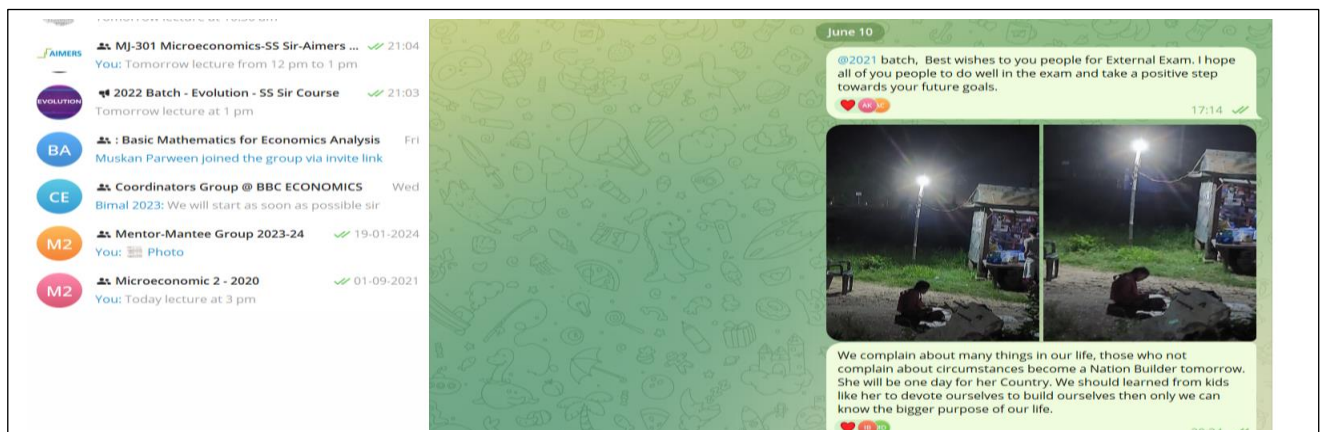 AIMERS
MJ-301 Microeconomics-SS Sir-Aimers ... 21:04
You: Tomorrow lecture from 12 pm to 1 pm
EVOLUTION
2022 Batch - Evolution - SS Sir Course 21:03
Tomorrow lecture at 1 pm
BA
: Basic Mathematics for Economics Analysis Fri
Muskan Parween joined the group via invite link
CE
Coordinators Group @ BBC ECONOMICS Wed
Bimal 2023: We will start as soon as possible sir
M2
Mentor-Mantee Group 2023-24 19-01-2024
You: Photo
M2
Microeconomic 2 - 2020 01-09-2021
You: Today lecture at 3 pm
June 10
@2021 batch, Best wishes to you people for External Exam. I hope
all of you people to do well in the exam and take a positive step
towards your future goals.
AK
17:14
We complain about many things in our life, those who not
complain about circumstances become a Nation Builder tomorrow.
She will be one day for her Country. We should learned from kids
like her to devote ourselves to build ourselves then only we can
know the bigger purpose of our life.